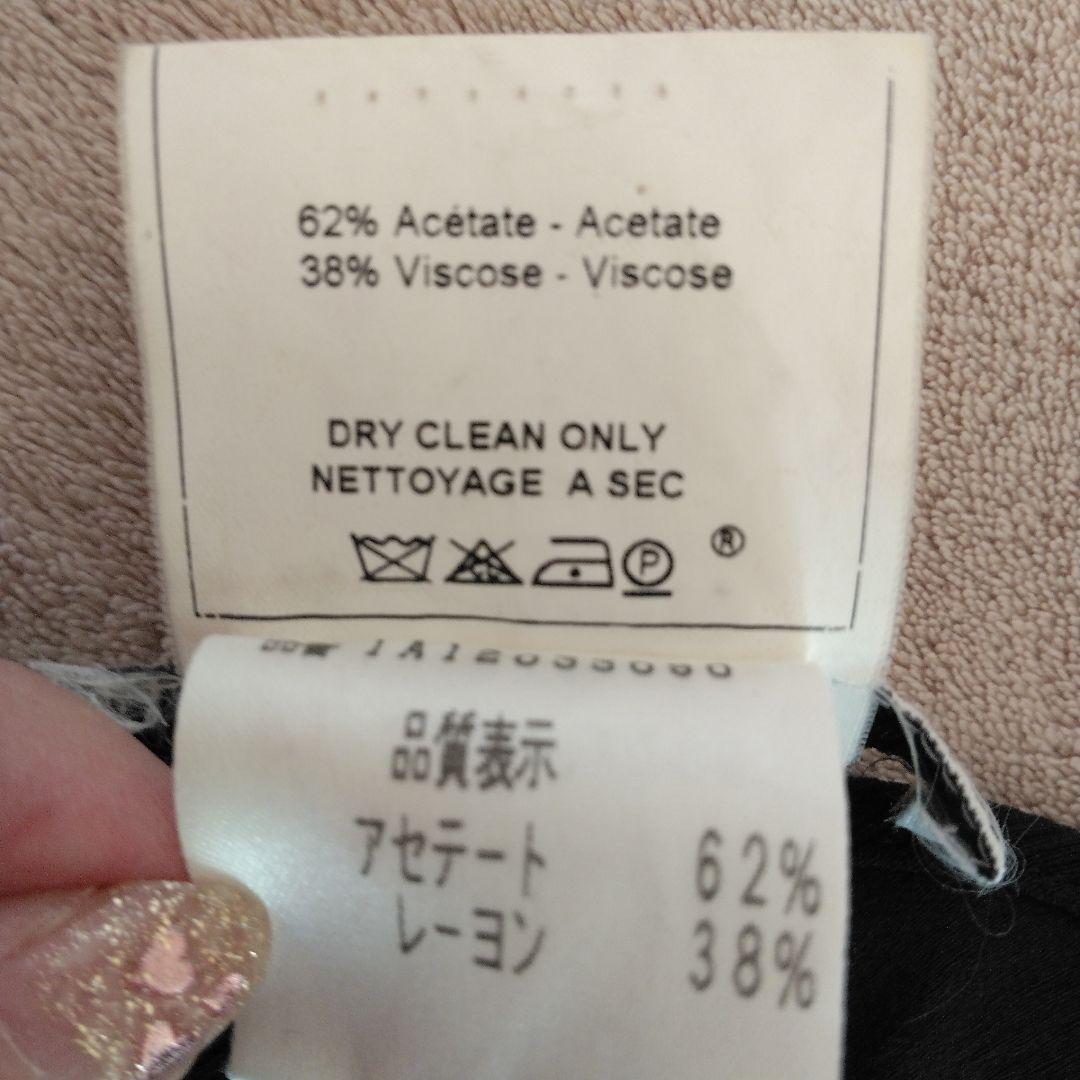 62% Acétate - Acetate
38% Viscose - Viscose
DRY CLEAN ONLY
NETTOYAGE A SEC
P ®
品質表示
アセテート 62%
レーヨン 38%